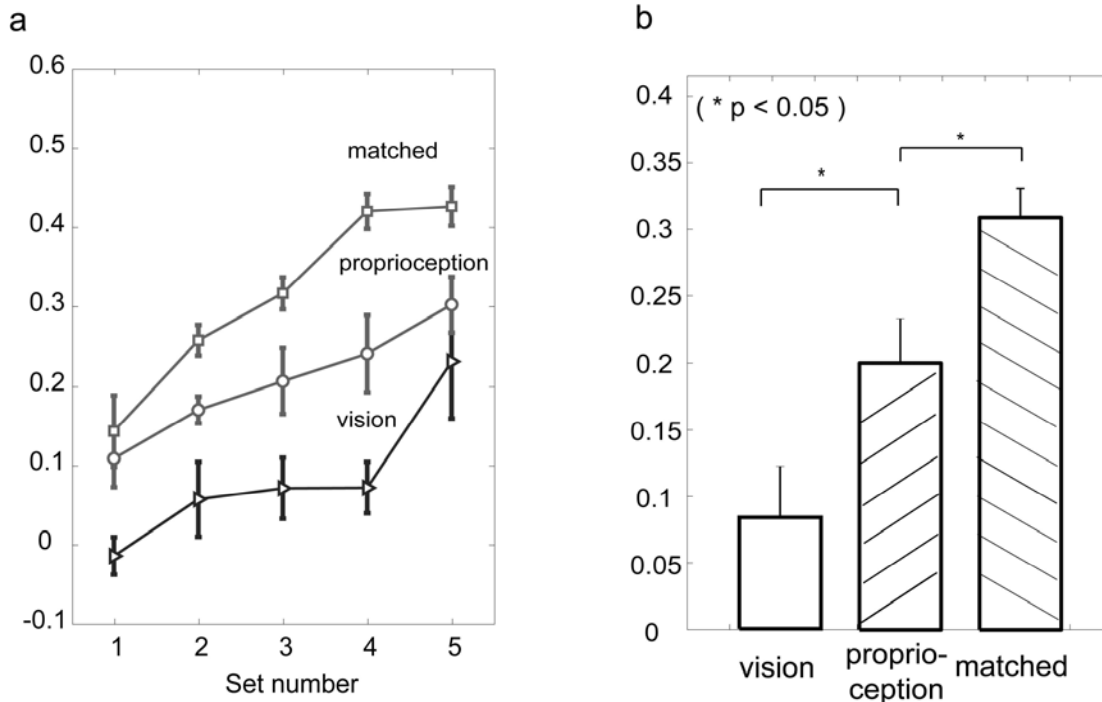 a
0.6
0.5
0.4
0.3
0.2
0.1
0
-0.1
matched
proprioception
vision
1 2 3 4 5
Set number
b
0.4
0.35
0.3
0.25
0.2
0.15
0.1
0.05
0
( * p < 0.05 )
*
*
vision
proprio-
ception
matched